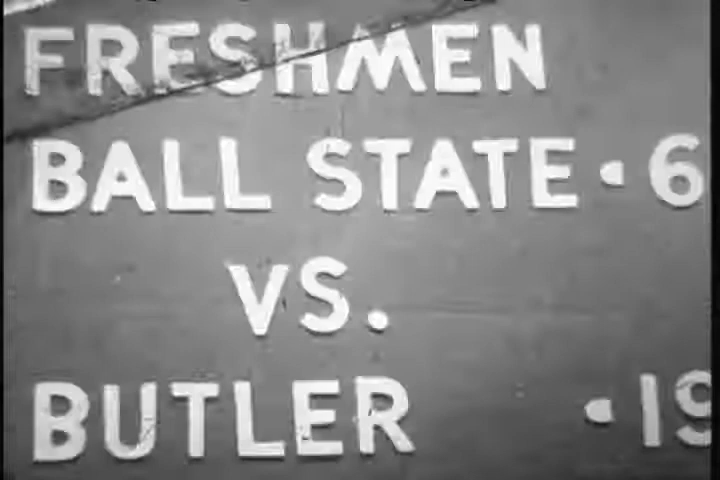 FRESHMEN
BALL STATE • 6
VS.
BUTLER • 19